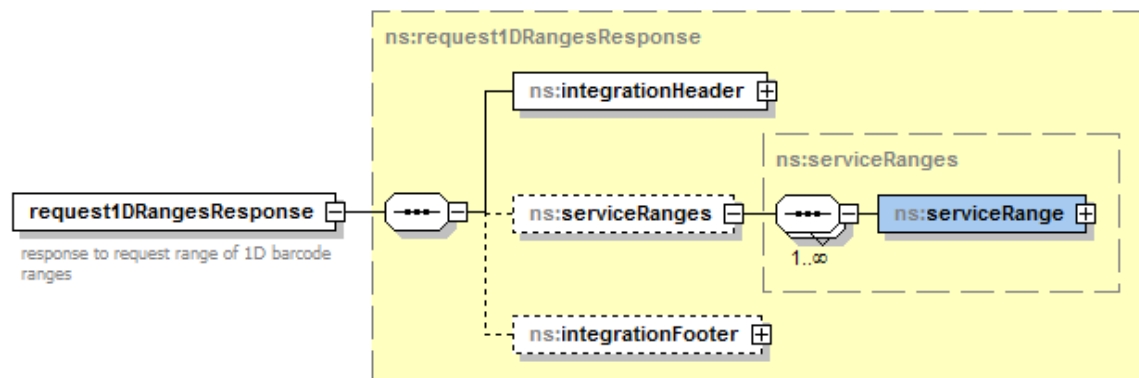 ns:request1DRangesResponse
ns:integrationHeader
ns:serviceRanges
request1DRangesResponse
ns:serviceRanges
ns:serviceRange
response to request range of 1D barcode
ranges
1..∞
ns:integrationFooter